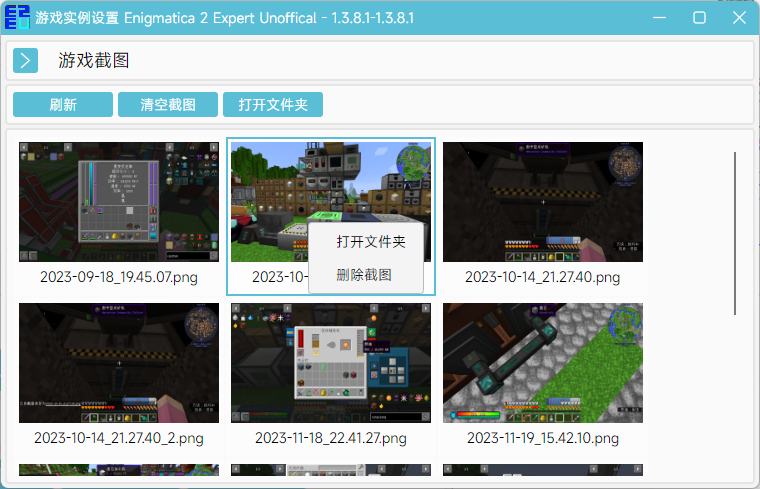 游戏实例设置 Enigmatica 2 Expert Unoffical - 1.3.8.1-1.3.8.1
游戏截图
刷新 清空截图 打开文件夹
打开文件夹
删除截图
2023-09-18_19.45.07.png 2023-10- 2023-10-14_21.27.40.png
2023-10-14_21.27.40_2.png 2023-11-18_22.41.27.png 2023-11-19_15.42.10.png